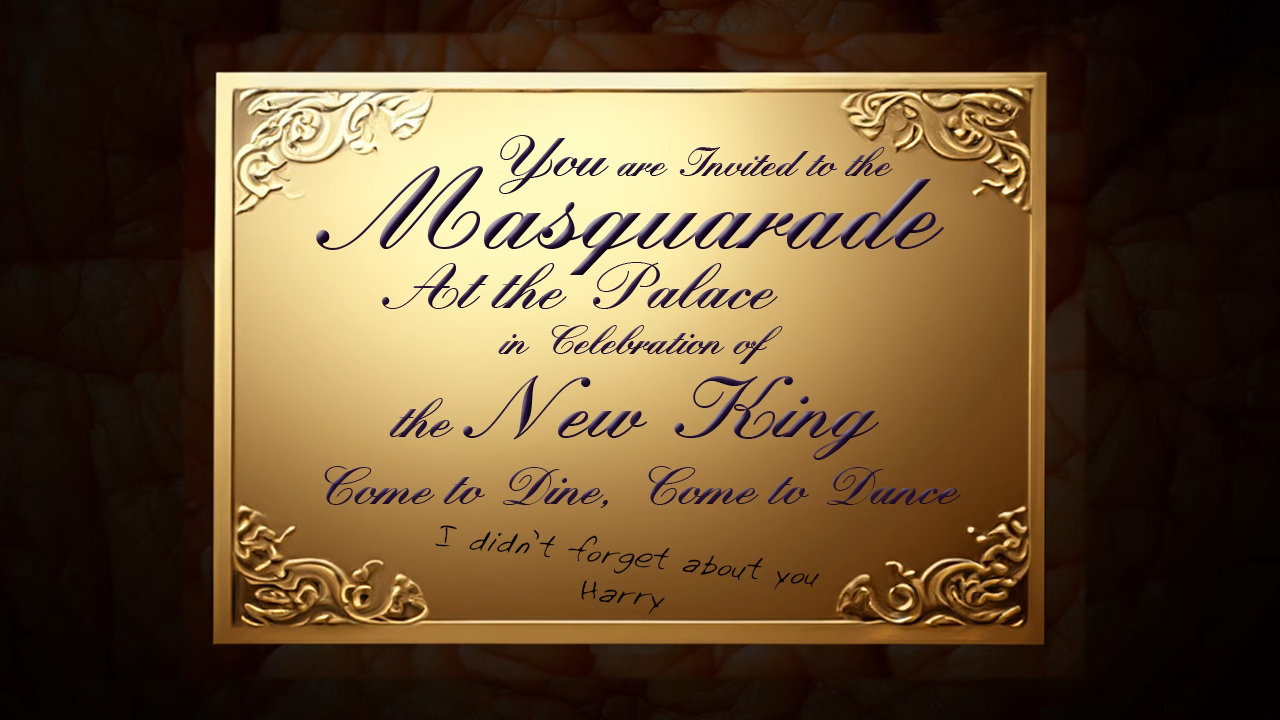 You are Invited to the
Masquarade
At the Palace
in Celebration of
the New King
Come to Dine, Come to Dance
I didn't forget about you
Harry